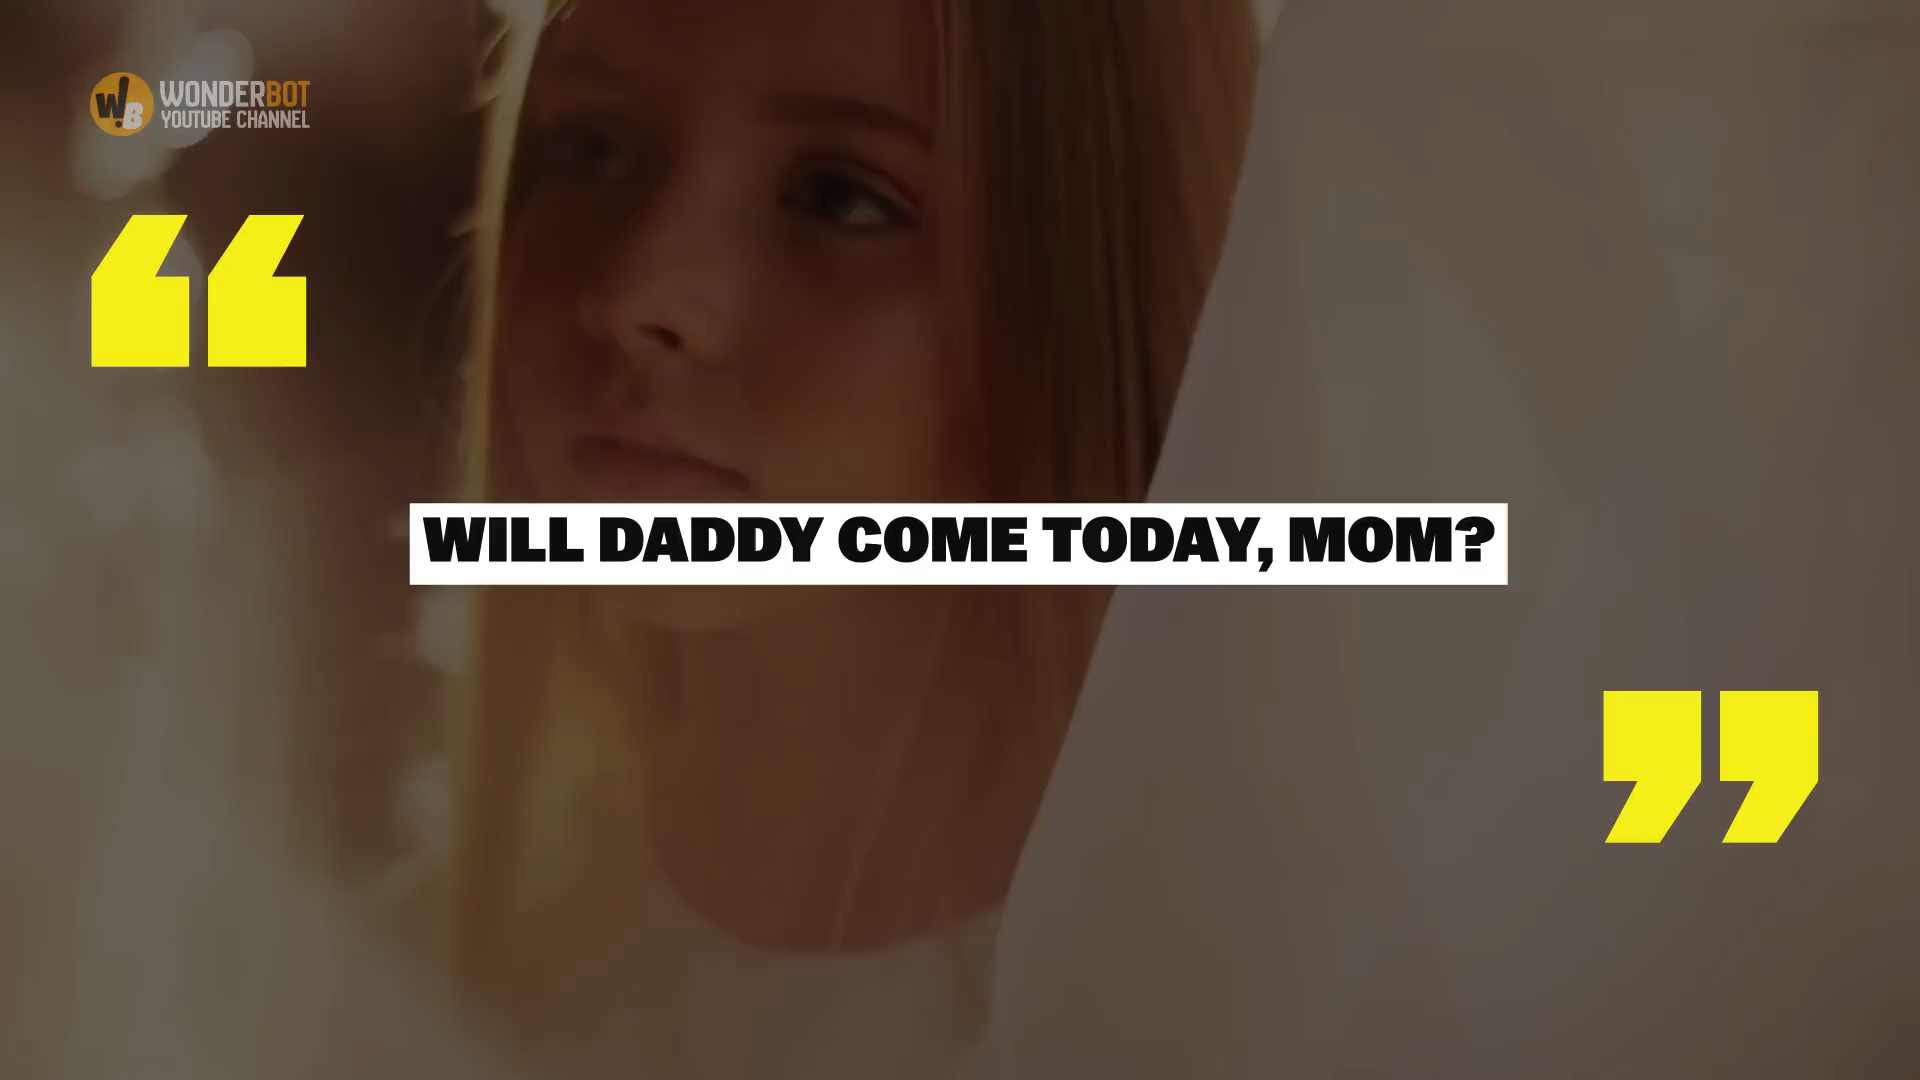 W!B WONDERBOT
YOUTUBE CHANNEL
“
WILL DADDY COME TODAY, MOM?
”